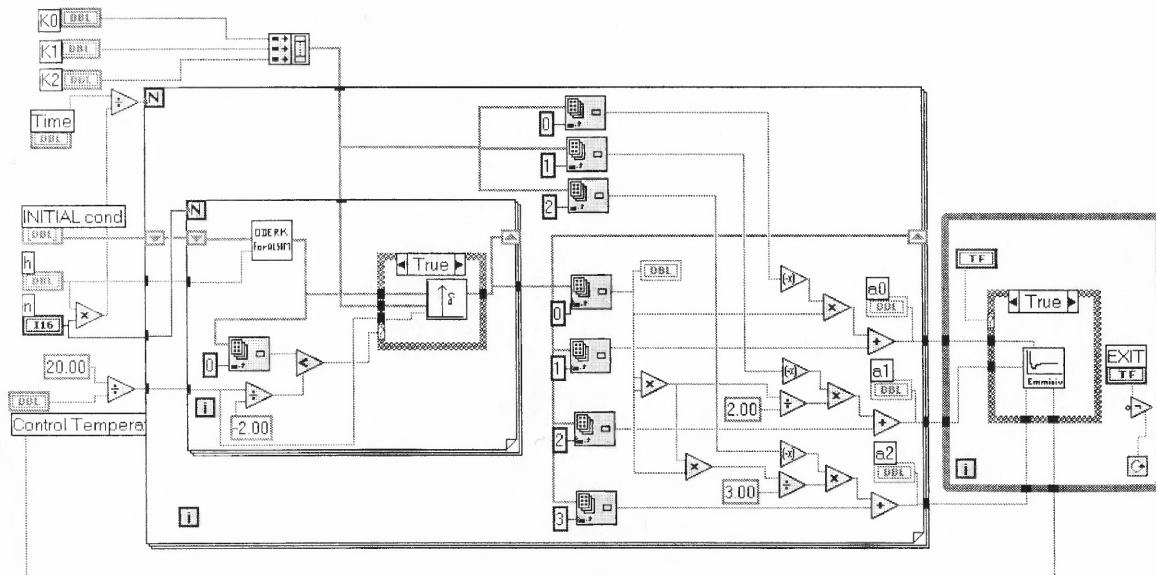 K0 DBL
K1 DBL
K2 DBL
Time
DBL
÷
N
0
1
2
INITIAL cond
DBL
N
ODERK
h
DBL
n
I16
×
True
True
TF
DBL
0
0
1
2
3
20.00
÷
DBL
Control Tempera
÷
-2.00
<
i
i
(-x)
×
a0
DBL
+
×
2.00
÷
(-x)
×
a1
DBL
+
×
3.00
÷
(-x)
×
a2
DBL
+
Emmisiv
EXIT
TF
i